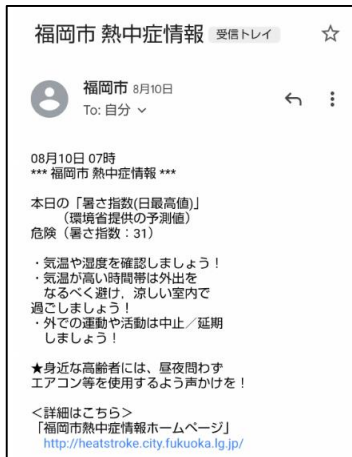 福岡市 熱中症情報 受信トレイ
福岡市 8月10日
To: 自分
08月10日 07時
*** 福岡市 熱中症情報 ***
本日の「暑さ指数(日最高値)」
（環境省提供の予測値）
危険（暑さ指数：31）
・気温や湿度を確認しましょう！
・気温が高い時間帯は外出を
なるべく避け，涼しい室内で
過ごしましょう！
・外での運動や活動は中止／延期
しましょう！
★身近な高齢者には、昼夜問わず
エアコン等を使用するよう声かけを！
＜詳細はこちら＞
「福岡市熱中症情報ホームページ」
http://heatstroke.city.fukuoka.lg.jp/